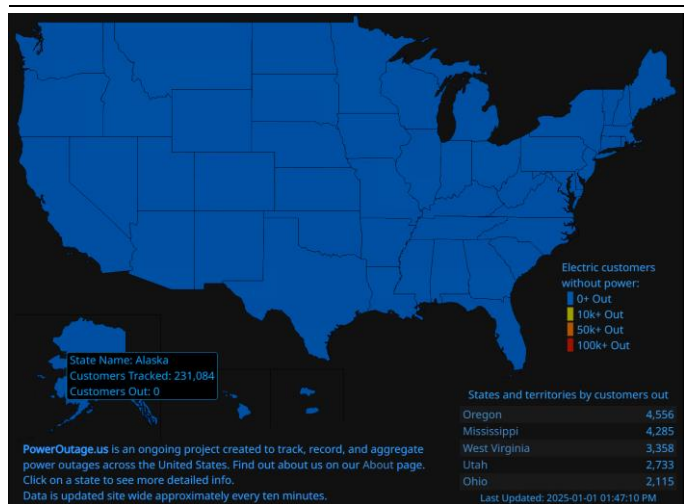 Electric customers
without power:
0+ Out
10k+ Out
50k+ Out
100k+ Out
State Name: Alaska
Customers Tracked: 231,084
Customers Out: 0
States and territories by customers out
Oregon 4,556
Mississippi 4,285
West Virginia 3,358
Utah 2,733
Ohio 2,115
Last Updated: 2025-01-01 01:47:10 PM
PowerOutage.us is an ongoing project created to track, record, and aggregate
power outages across the United States. Find out about us on our About page.
Click on a state to see more detailed info.
Data is updated site wide approximately every ten minutes.